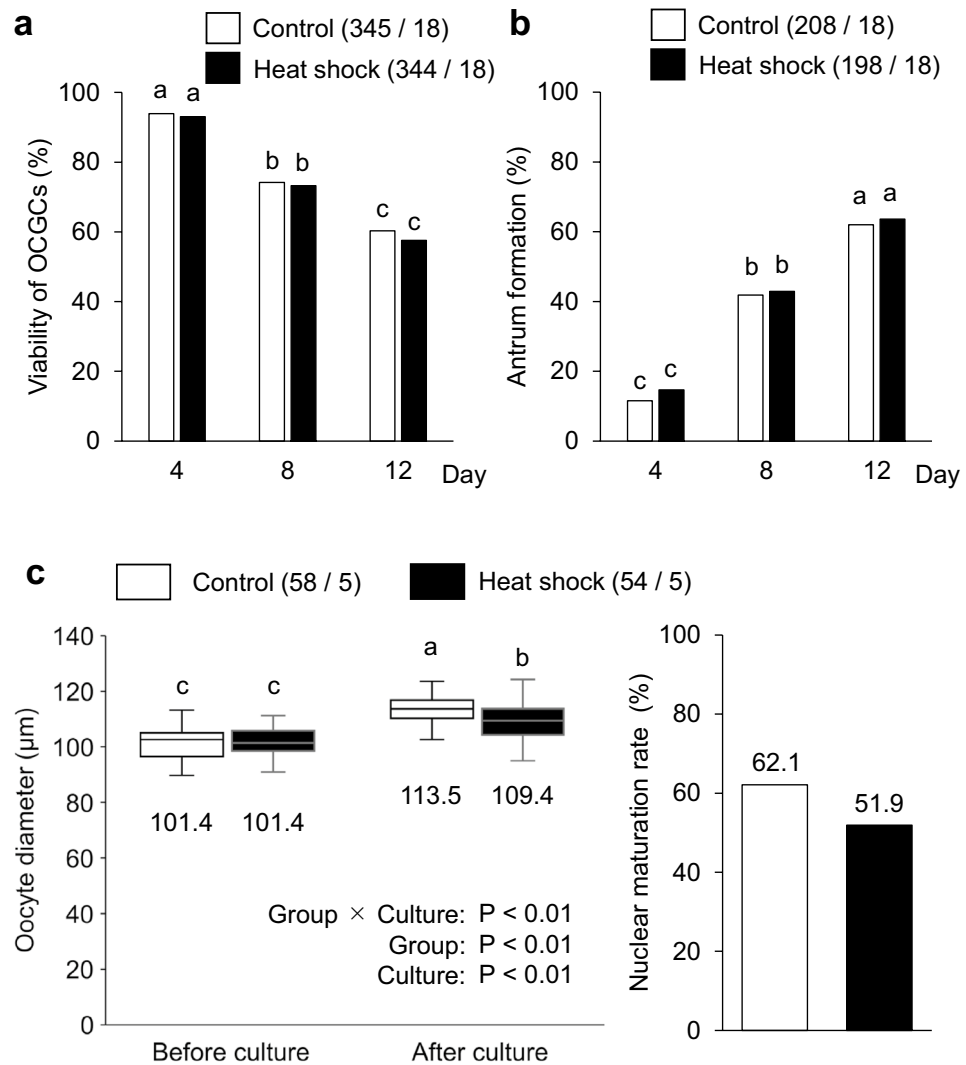 a
Control (345 / 18)
Heat shock (344 / 18)
Viability of OCGCs (%)
100
80
60
40
20
0
a a
b b
c c
4 8 12 Day
b
Control (208 / 18)
Heat shock (198 / 18)
Antrum formation (%)
100
80
60
40
20
0
c c
b b
a a
4 8 12 Day
c
Control (58 / 5)
Heat shock (54 / 5)
Oocyte diameter (µm)
140
120
100
80
60
40
20
0
c c
a b
101.4 101.4
113.5 109.4
Group × Culture: P < 0.01
Group: P < 0.01
Culture: P < 0.01
Before culture After culture
Nuclear maturation rate (%)
100
80
60
40
20
0
62.1
51.9